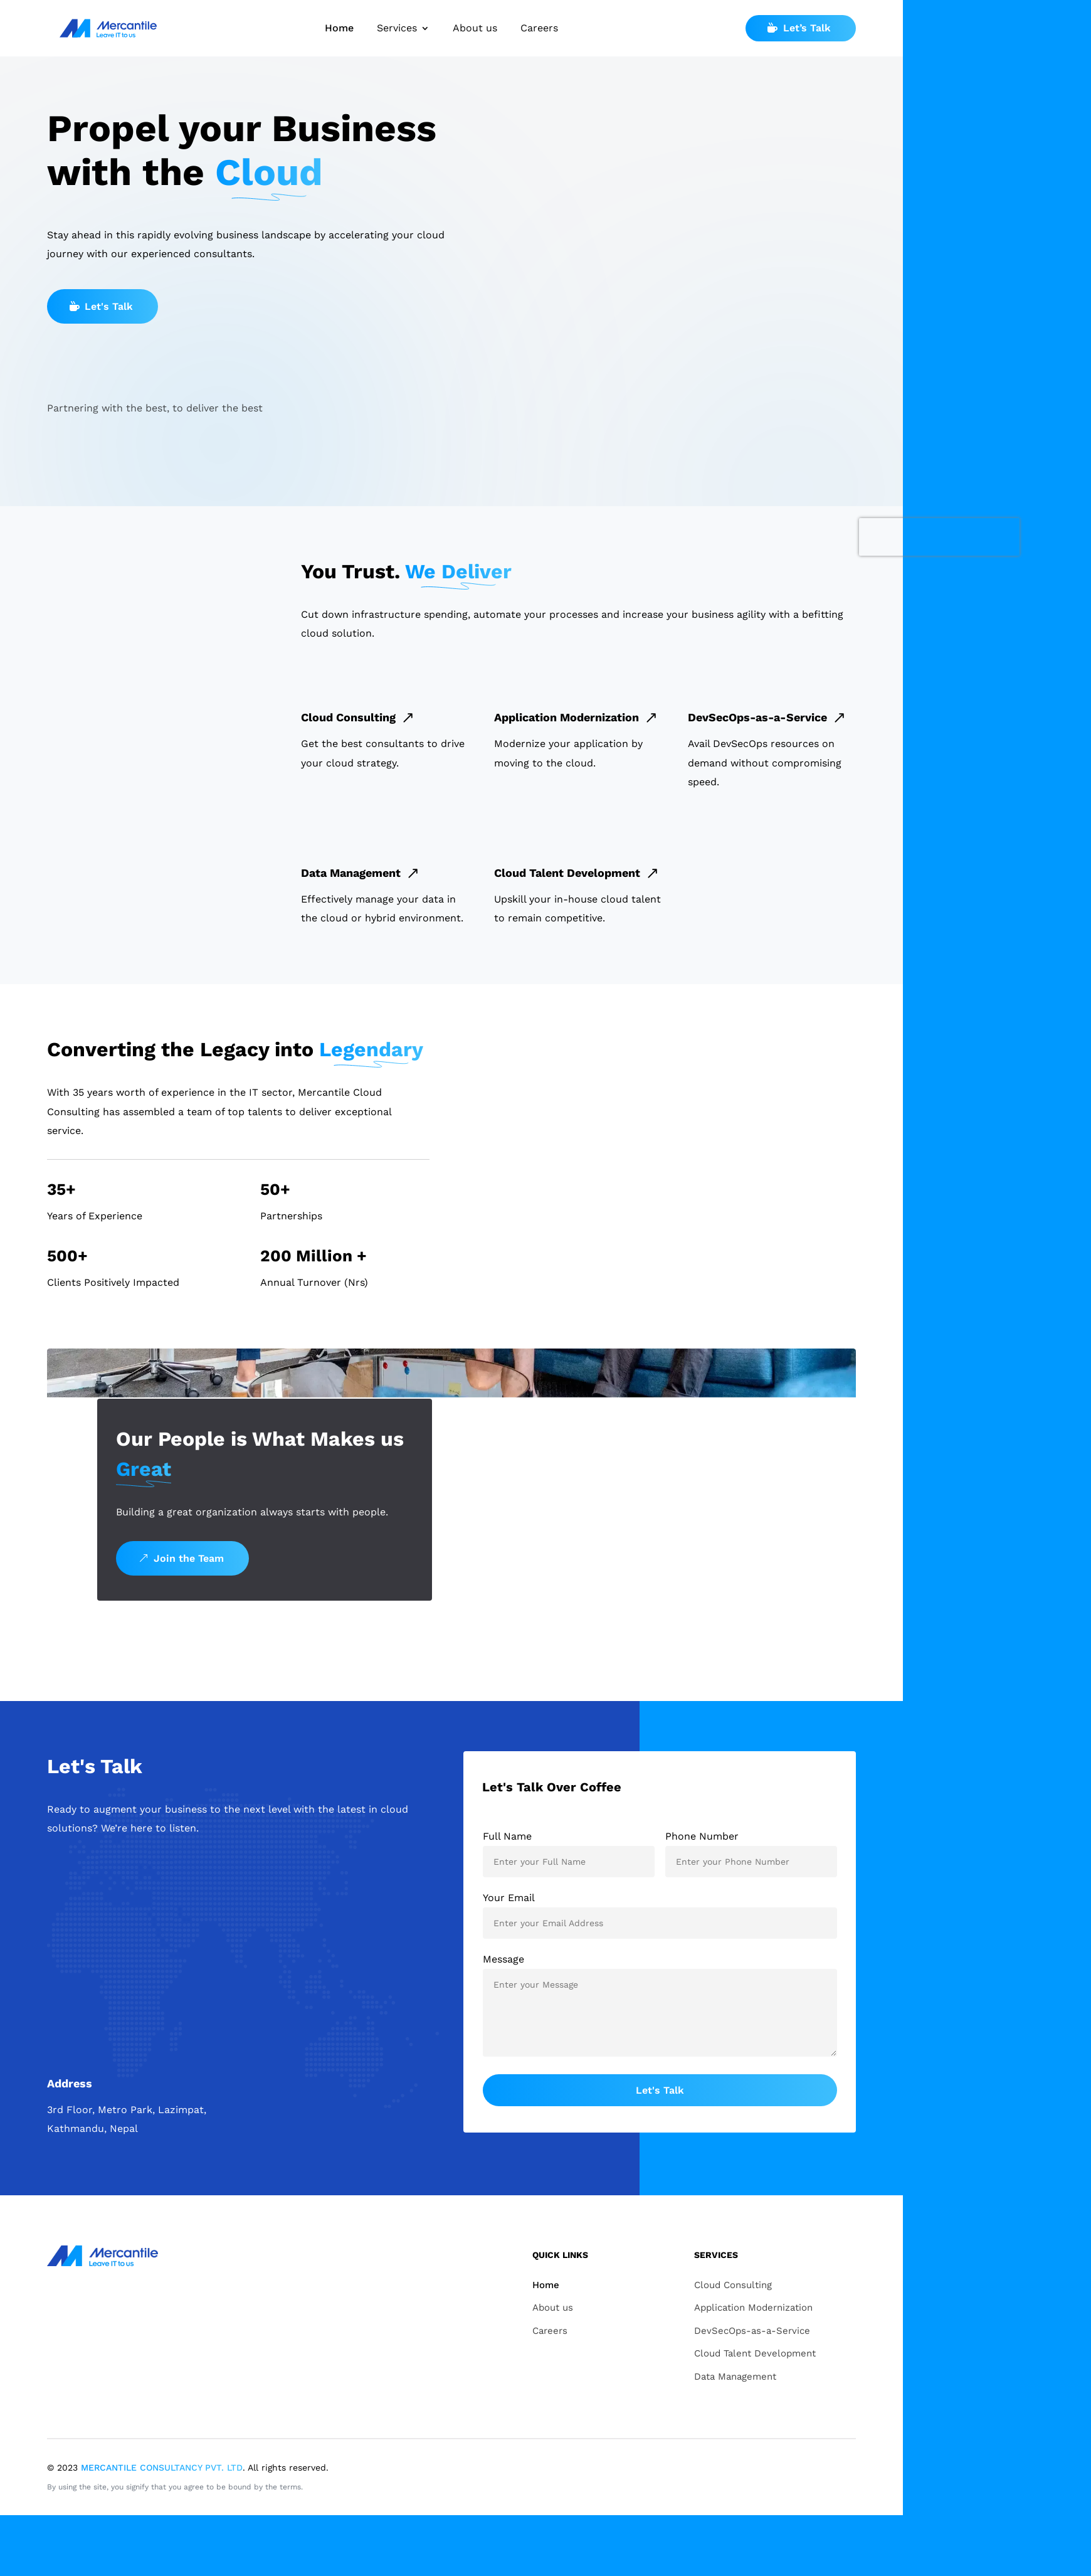 Mercantile
Leave IT to us
Home
Services
About us
Careers
Let's Talk
Propel your Business
with the Cloud
Stay ahead in this rapidly evolving business landscape by accelerating your cloud
journey with our experienced consultants.
Let's Talk
Partnering with the best, to deliver the best
You Trust. We Deliver
Cut down infrastructure spending, automate your processes and increase your business agility with a befitting
cloud solution.
Cloud Consulting
Get the best consultants to drive
your cloud strategy.
Application Modernization
Modernize your application by
moving to the cloud.
DevSecOps-as-a-Service
Avail DevSecOps resources on
demand without compromising
speed.
Data Management
Effectively manage your data in
the cloud or hybrid environment.
Cloud Talent Development
Upskill your in-house cloud talent
to remain competitive.
Converting the Legacy into Legendary
With 35 years worth of experience in the IT sector, Mercantile Cloud
Consulting has assembled a team of top talents to deliver exceptional
service.
35+
Years of Experience
50+
Partnerships
500+
Clients Positively Impacted
200 Million +
Annual Turnover (Nrs)
Our People is What Makes us
Great
Building a great organization always starts with people.
Join the Team
Let's Talk
Ready to augment your business to the next level with the latest in cloud
solutions? We're here to listen.
Address
3rd Floor, Metro Park, Lazimpat,
Kathmandu, Nepal
Let's Talk Over Coffee
Full Name
Enter your Full Name
Phone Number
Enter your Phone Number
Your Email
Enter your Email Address
Message
Enter your Message
Let's Talk
Mercantile
Leave IT to us
QUICK LINKS
Home
About us
Careers
SERVICES
Cloud Consulting
Application Modernization
DevSecOps-as-a-Service
Cloud Talent Development
Data Management
© 2023 MERCANTILE CONSULTANCY PVT. LTD. All rights reserved.
By using the site, you signify that you agree to be bound by the terms.